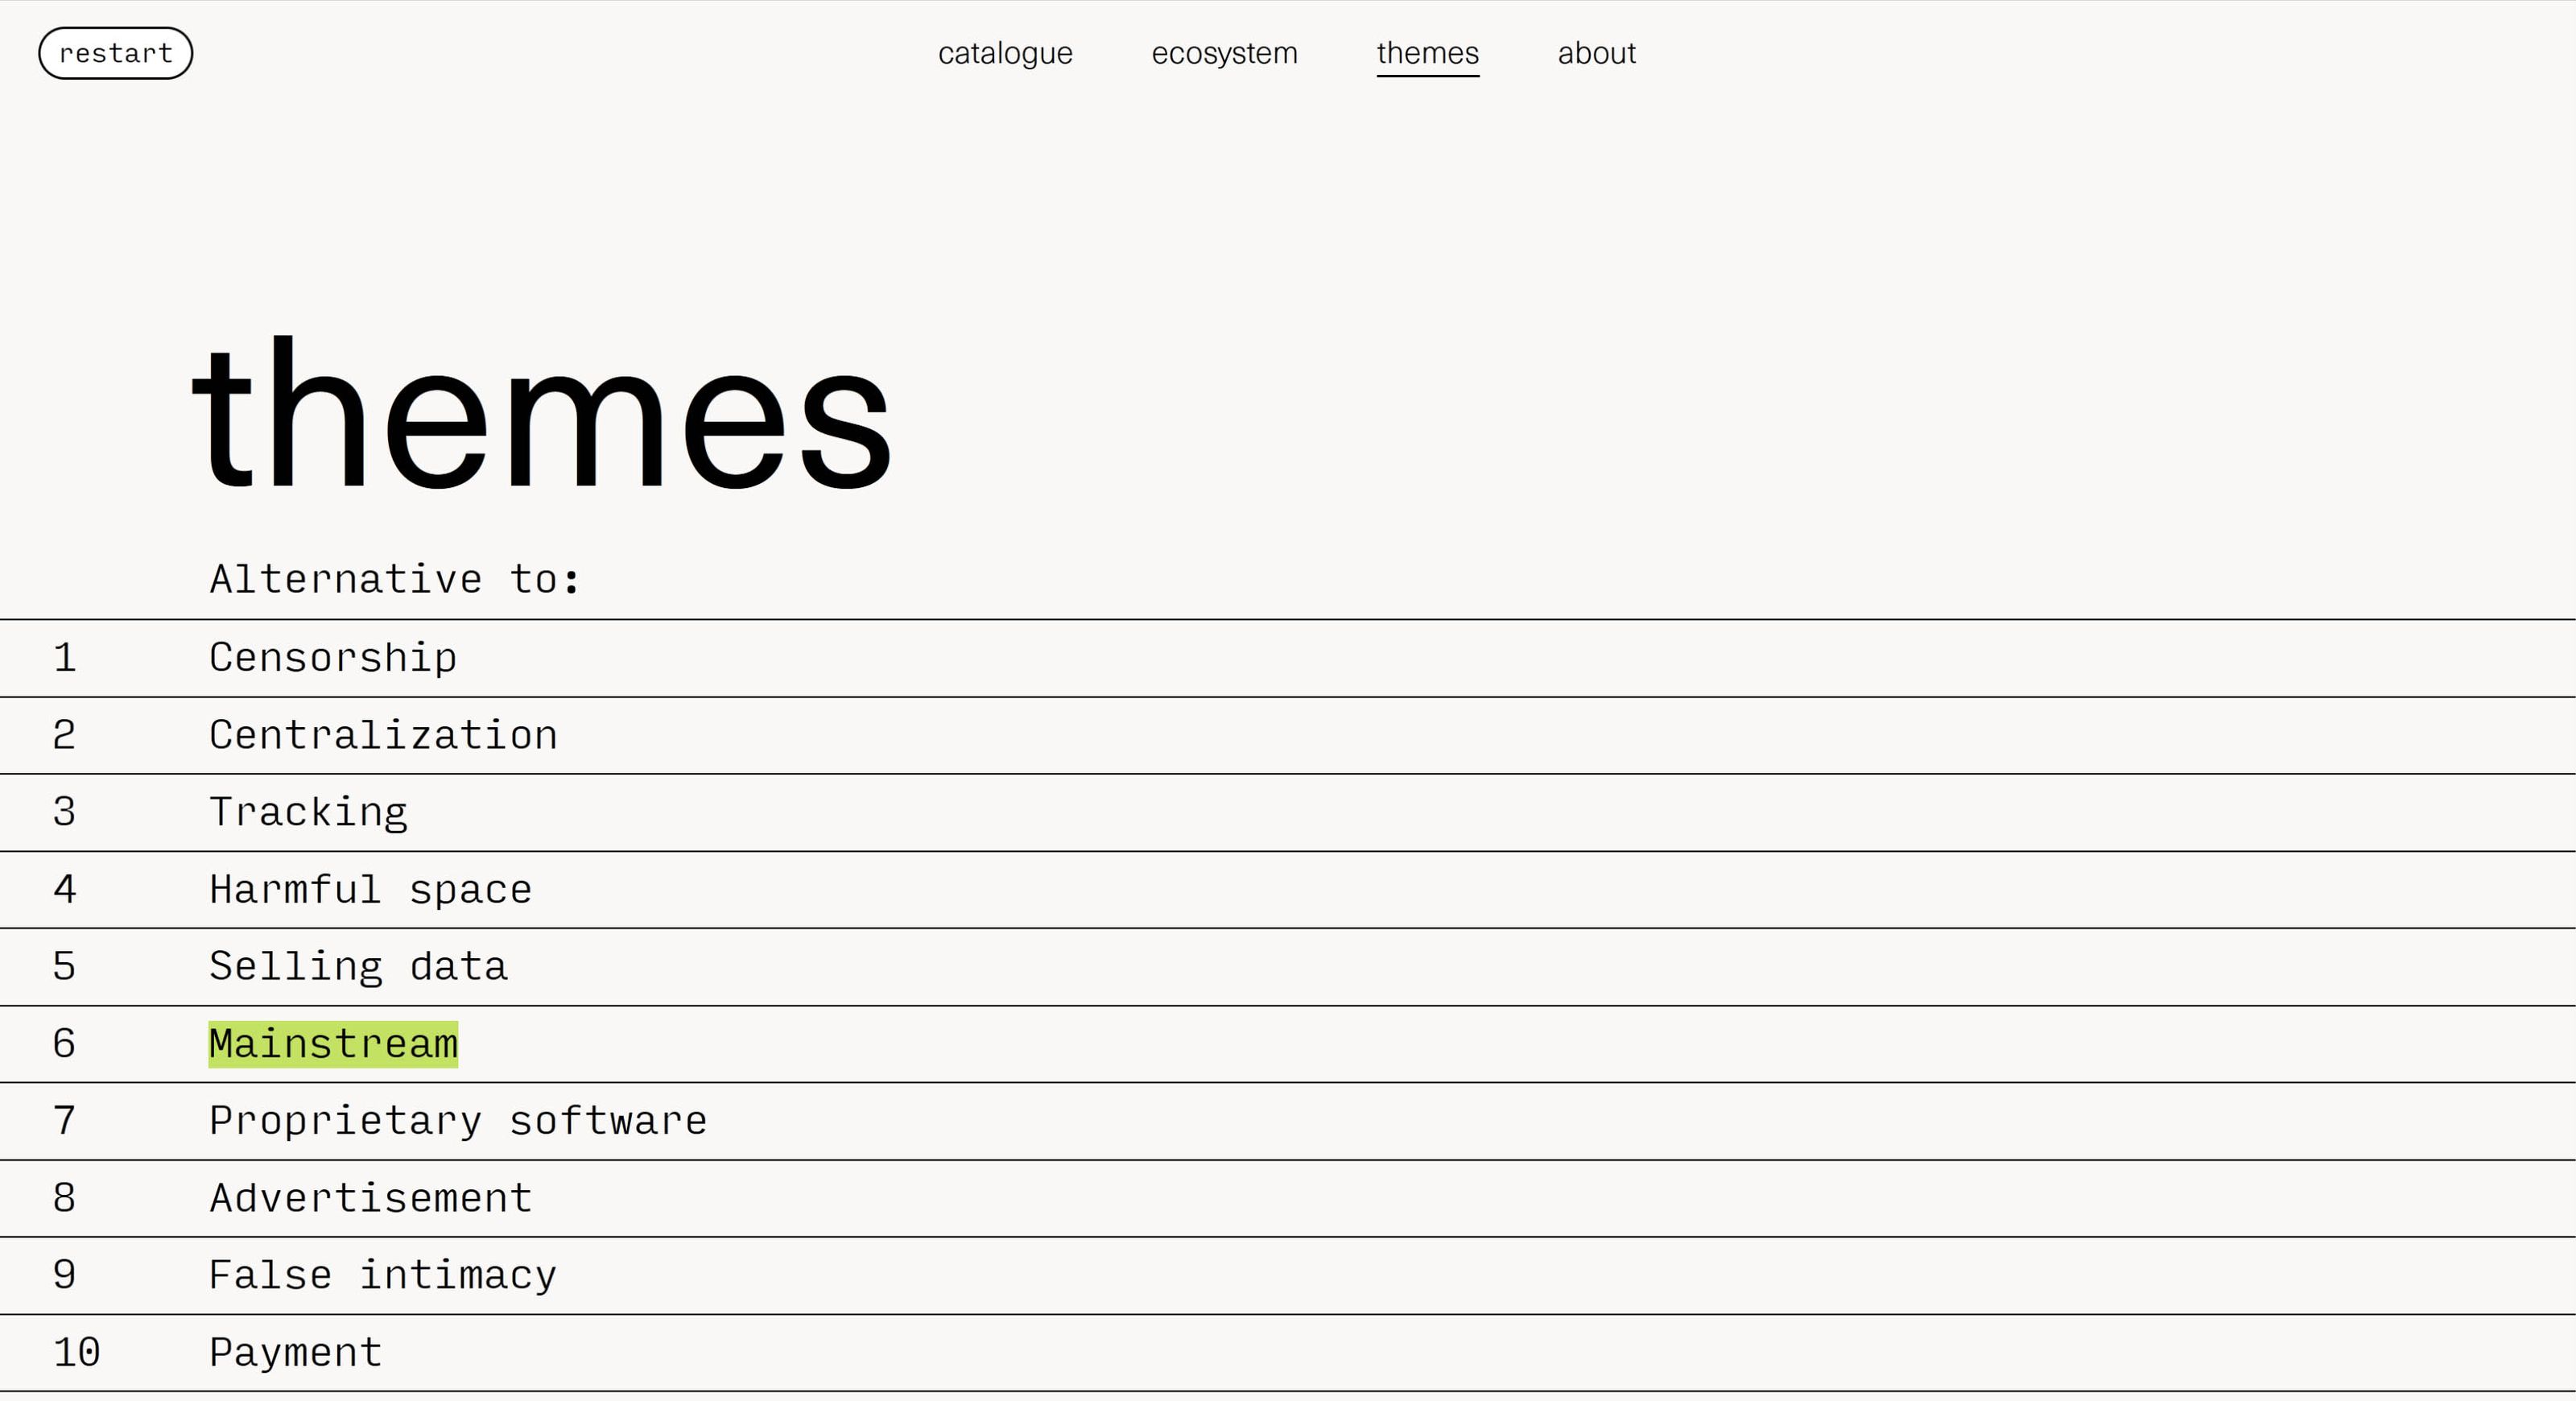 restart
catalogue ecosystem themes about
themes
Alternative to:
1 Censorship
2 Centralization
3 Tracking
4 Harmful space
5 Selling data
6 Mainstream
7 Proprietary software
8 Advertisement
9 False intimacy
10 Payment